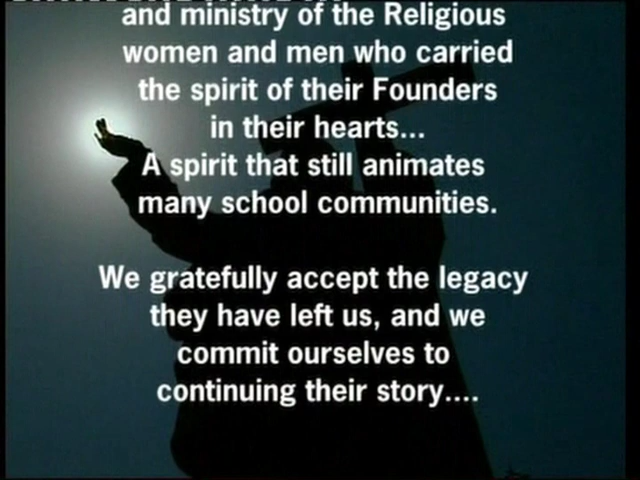 and ministry of the Religious
women and men who carried
the spirit of their Founders
in their hearts...
A spirit that still animates
many school communities.
We gratefully accept the legacy
they have left us, and we
commit ourselves to
continuing their story....